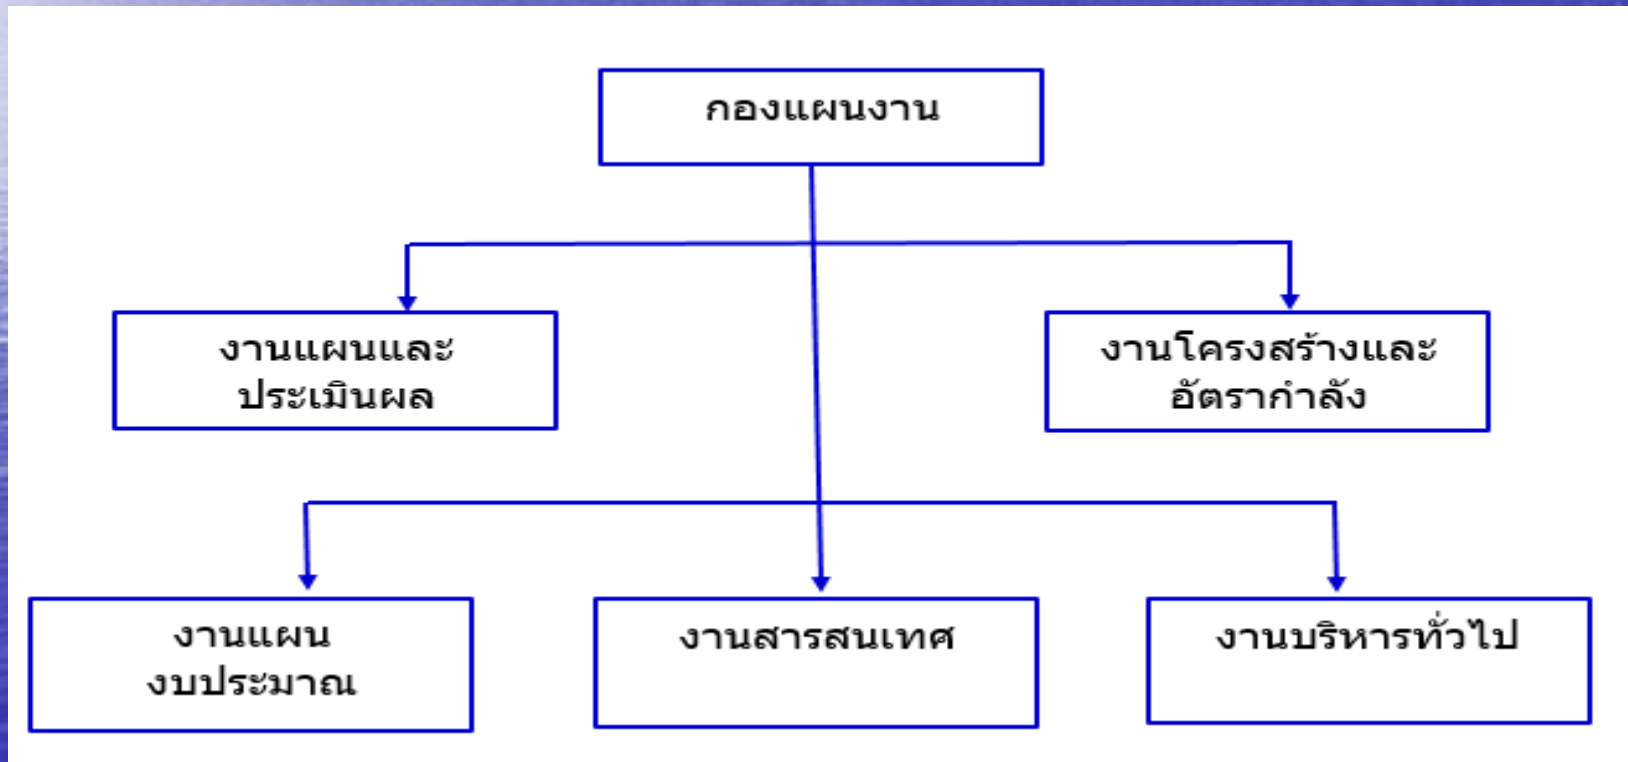 กองแผนงาน
งานแผนและ
ประเมินผล
งานโครงสร้างและ
อัตรากำลัง
งานแผน
งบประมาณ
งานสารสนเทศ
งานบริหารทั่วไป